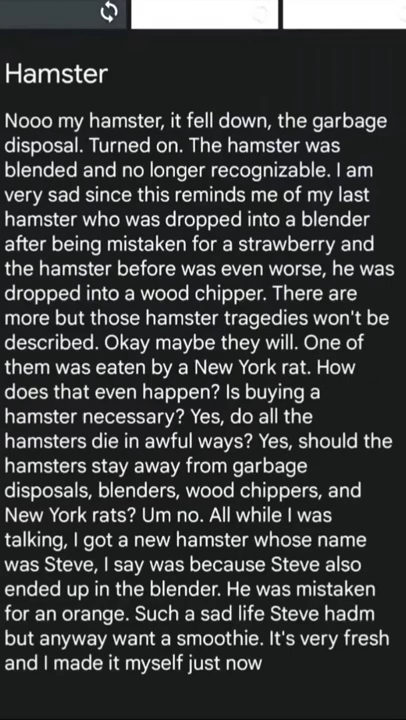 Hamster
Nooo my hamster, it fell down, the garbage
disposal. Turned on. The hamster was
blended and no longer recognizable. I am
very sad since this reminds me of my last
hamster who was dropped into a blender
after being mistaken for a strawberry and
the hamster before was even worse, he was
dropped into a wood chipper. There are
more but those hamster tragedies won't be
described. Okay maybe they will. One of
them was eaten by a New York rat. How
does that even happen? Is buying a
hamster necessary? Yes, do all the
hamsters die in awful ways? Yes, should the
hamsters stay away from garbage
disposals, blenders, wood chippers, and
New York rats? Um no. All while I was
talking, I got a new hamster whose name
was Steve, I say was because Steve also
ended up in the blender. He was mistaken
for an orange. Such a sad life Steve hadm
but anyway want a smoothie. It's very fresh
and I made it myself just now